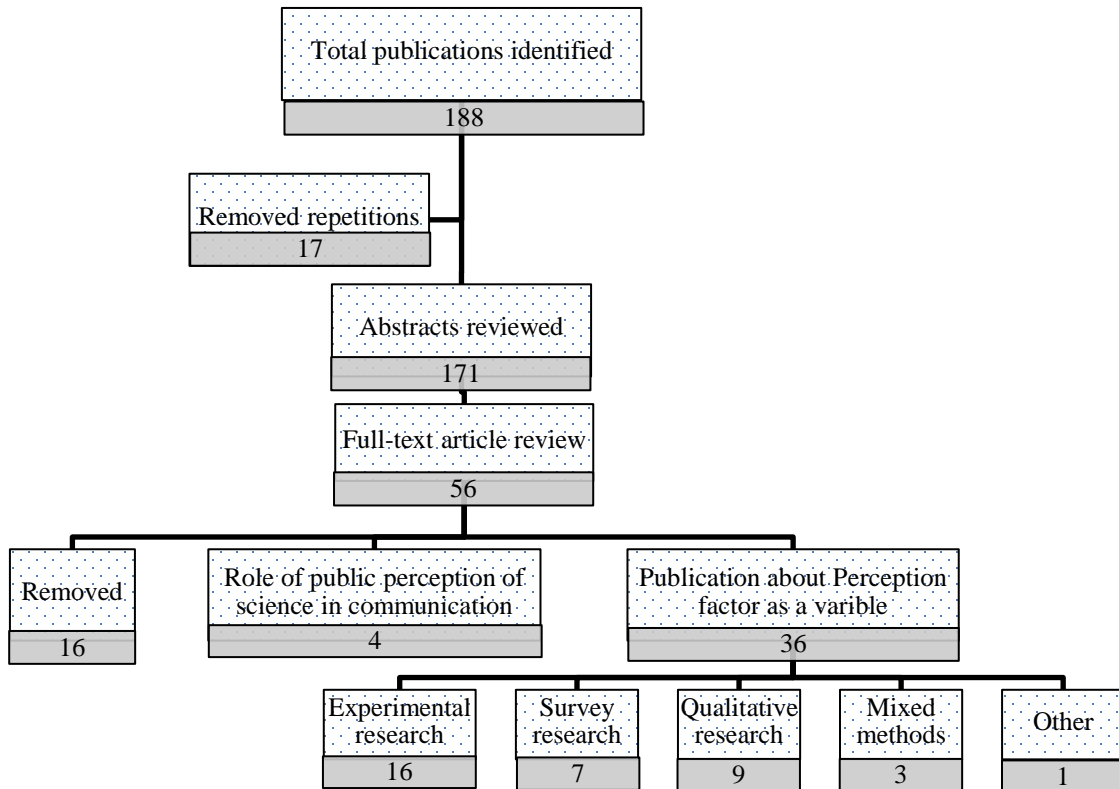 Total publications identified
188
Removed repetitions
17
Abstracts reviewed
171
Full-text article review
56
Removed
16
Role of public perception of
science in communication
4
Publication about Perception
factor as a varible
36
Experimental
research
16
Survey
research
7
Qualitative
research
9
Mixed
methods
3
Other
1